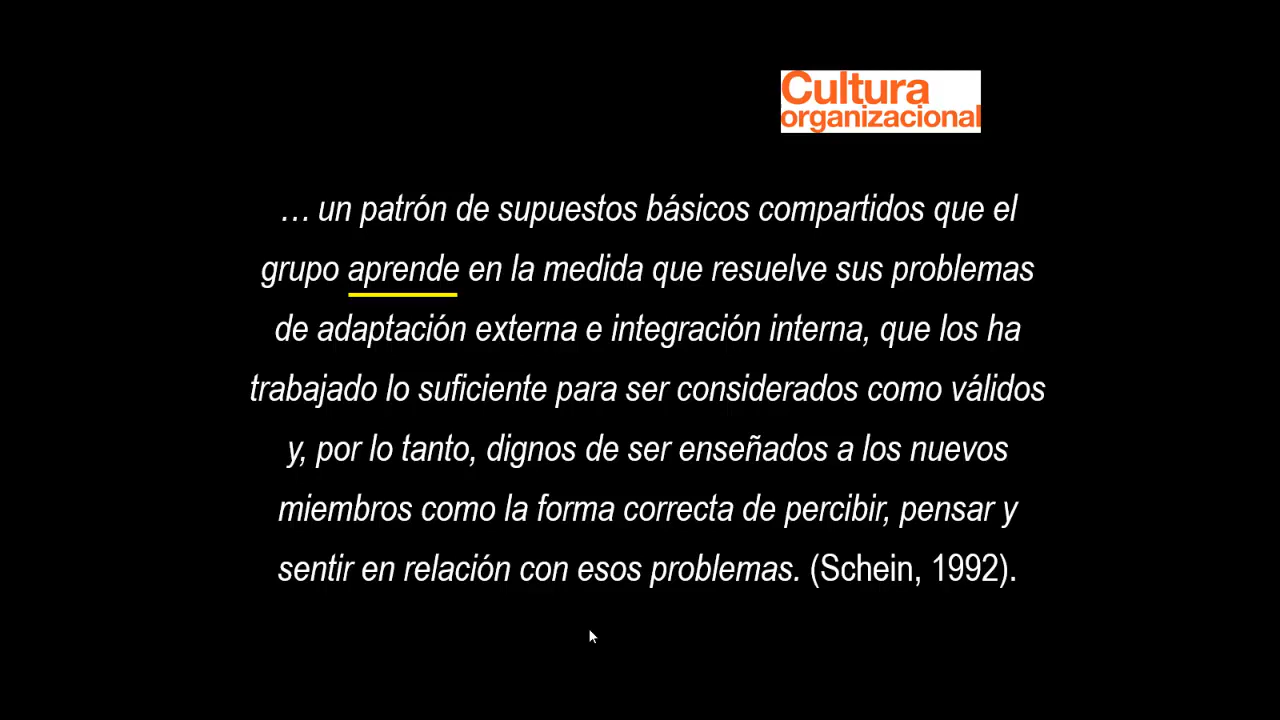 Cultura
organizacional
… un patrón de supuestos básicos compartidos que el
grupo aprende en la medida que resuelve sus problemas
de adaptación externa e integración interna, que los ha
trabajado lo suficiente para ser considerados como válidos
y, por lo tanto, dignos de ser enseñados a los nuevos
miembros como la forma correcta de percibir, pensar y
sentir en relación con esos problemas. (Schein, 1992).